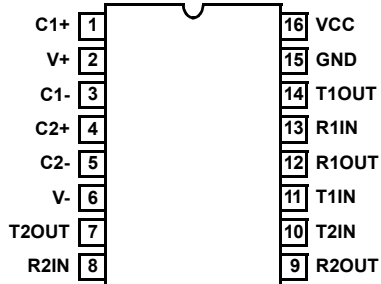 C1+ 1 16 VCC
V+ 2 15 GND
C1- 3 14 T1OUT
C2+ 4 13 R1IN
C2- 5 12 R1OUT
V- 6 11 T1IN
T2OUT 7 10 T2IN
R2IN 8 9 R2OUT